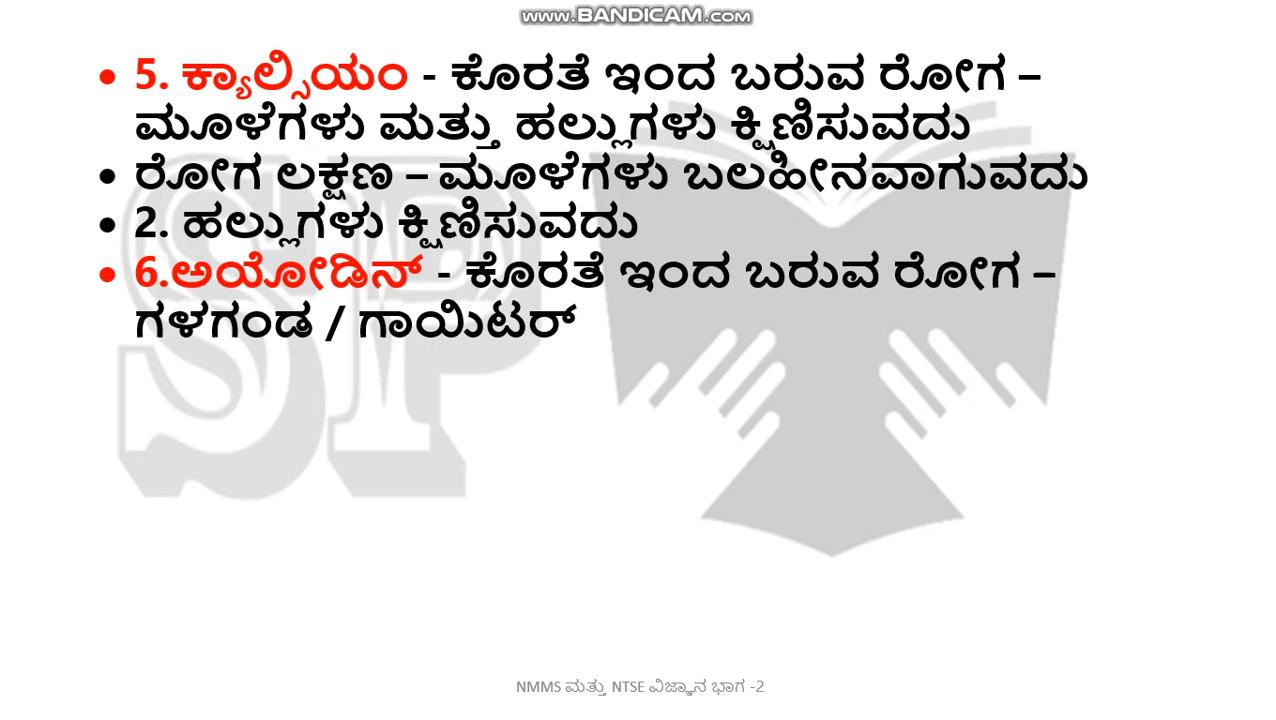 www.BANDICAM.com
• 5. ಕ್ಯಾಲ್ಸಿಯಂ - ಕೊರತೆ ಇಂದ ಬರುವ ರೋಗ –
ಮೂಳೆಗಳು ಮತ್ತು ಹಲ್ಲುಗಳು ಕ್ಷಿಣಿಸುವದು
• ರೋಗ ಲಕ್ಷಣ – ಮೂಳೆಗಳು ಬಲಹೀನವಾಗುವದು
• 2. ಹಲ್ಲುಗಳು ಕ್ಷಿಣಿಸುವದು
• 6.ಅಯೋಡಿನ್ - ಕೊರತೆ ಇಂದ ಬರುವ ರೋಗ –
ಗಳಗಂಡ / ಗಾಯಿಟರ್
SP
NMMS ಮತ್ತು NTSE ವಿಜ್ಞಾನ ಭಾಗ -2